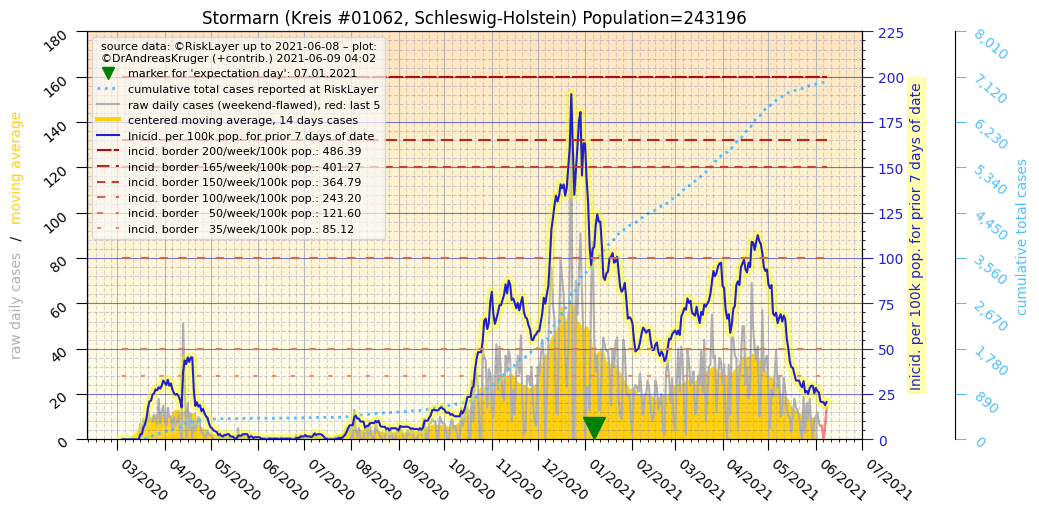 Stormarn (Kreis #01062, Schleswig-Holstein) Population=243196
source data: ©RiskLayer up to 2021-06-08 – plot:
©DrAndreasKruger (+contrib.) 2021-06-09 04:02
marker for 'expectation day': 07.01.2021
cumulative total cases reported at RiskLayer
raw daily cases (weekend-flawed), red: last 5
centered moving average, 14 days cases
Inicid. per 100k pop. for prior 7 days of date
incid. border 200/week/100k pop.: 486.39
incid. border 165/week/100k pop.: 401.27
incid. border 150/week/100k pop.: 364.79
incid. border 100/week/100k pop.: 243.20
incid. border 50/week/100k pop.: 121.60
incid. border 35/week/100k pop.: 85.12
raw daily cases / moving average
180
160
140
120
100
80
60
40
20
0
03/2020
04/2020
05/2020
06/2020
07/2020
08/2020
09/2020
10/2020
11/2020
12/2020
01/2021
02/2021
03/2021
04/2021
05/2021
06/2021
07/2021
225
200
175
150
125
100
75
50
25
0
Inicid. per 100k pop. for prior 7 days of date
8,010
7,120
6,230
5,340
4,450
3,560
2,670
1,780
890
0
cumulative total cases